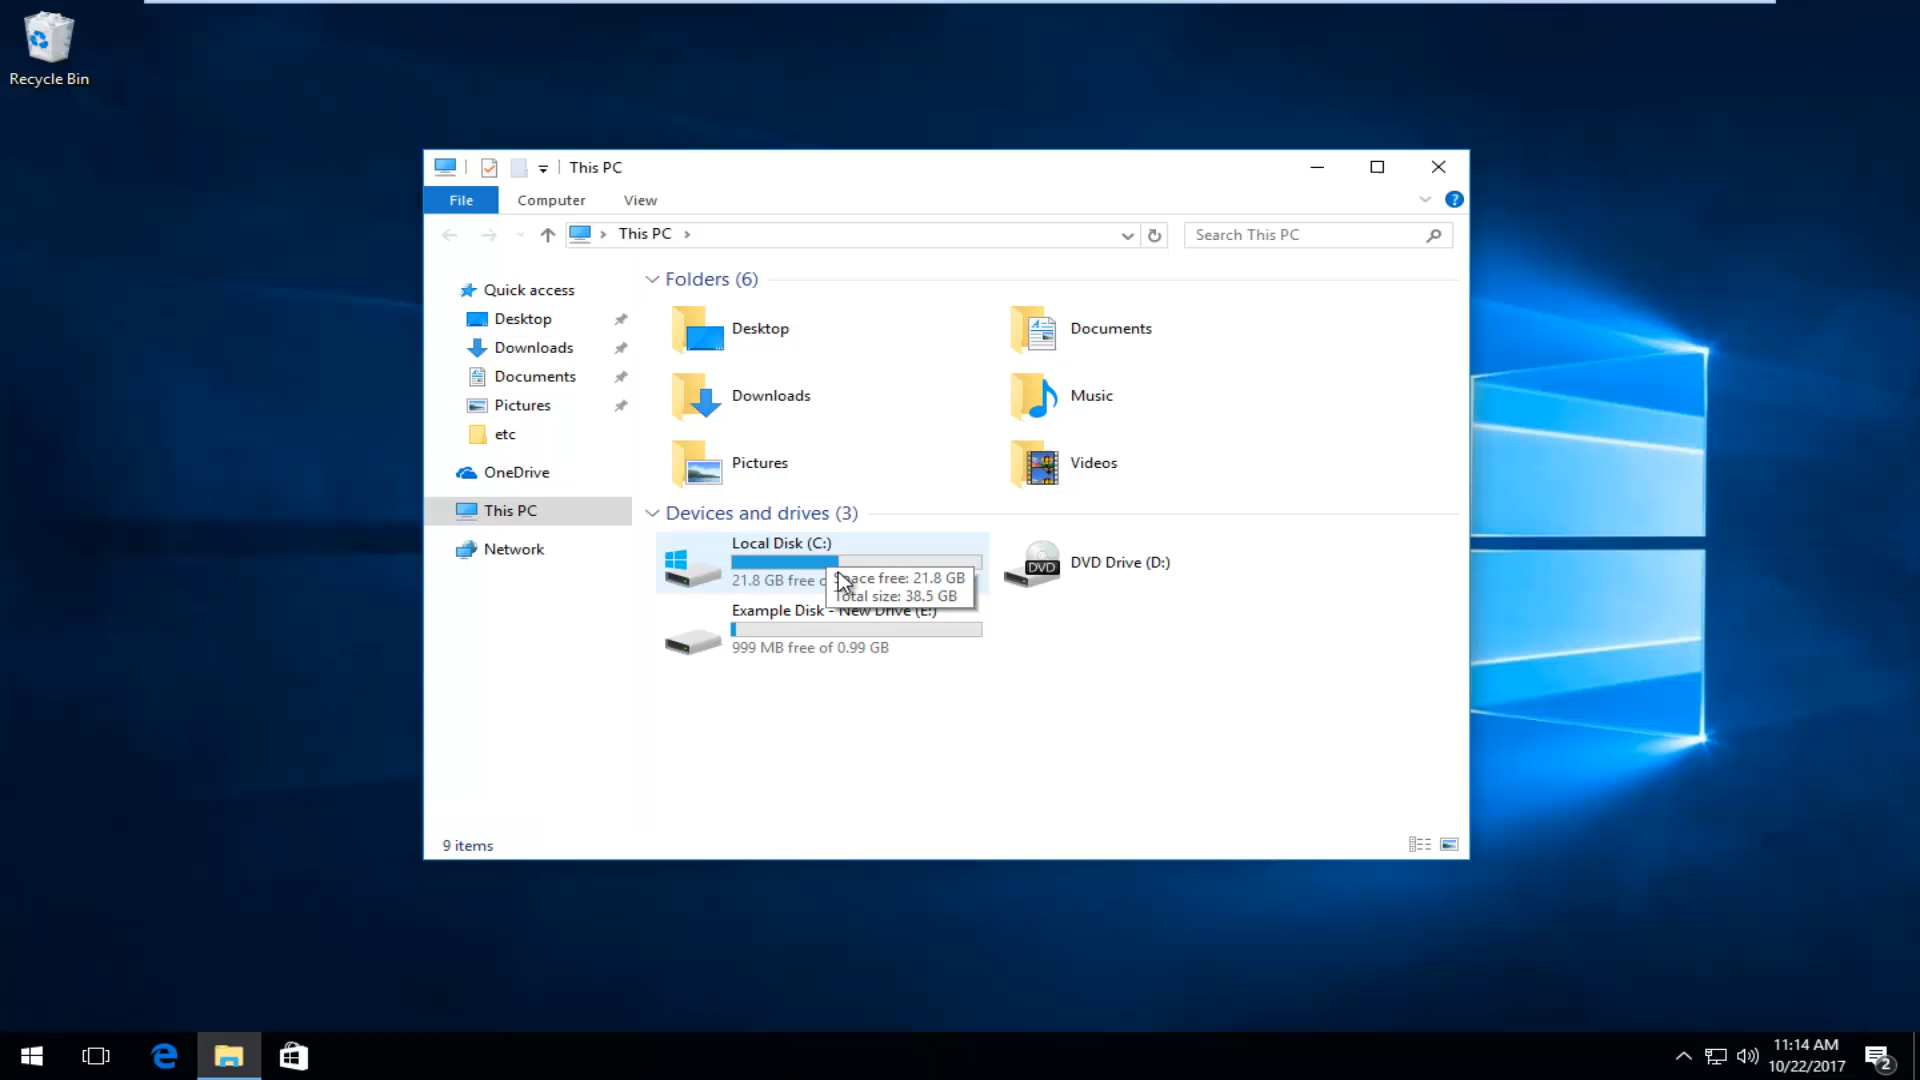 Recycle Bin
This PC
File Computer View
This PC
Search This PC
Quick access
Desktop
Downloads
Documents
Pictures
etc
OneDrive
This PC
Network
Folders (6)
Desktop
Documents
Downloads
Music
Pictures
Videos
Devices and drives (3)
Local Disk (C:)
21.8 GB free
Space free: 21.8 GB
Total size: 38.5 GB
DVD
DVD Drive (D:)
Example Disk - New Drive (E:)
999 MB free of 0.99 GB
9 items
11:14 AM
10/22/2017
2